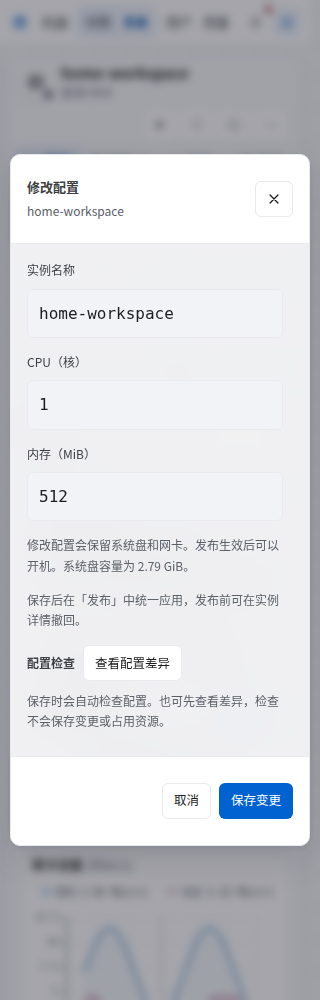 home-workspace
修改配置
home-workspace
实例名称
home-workspace
CPU（核）
1
内存（MiB）
512
修改配置会保留系统盘和网卡。发布生效后可以
开机。系统盘容量为 2.79 GiB。
保存后在「发布」中统一应用，发布前可在实例
详情撤回。
配置检查 查看配置差异
保存时会自动检查配置。也可先查看差异，检查
不会保存变更或占用资源。
取消 保存变更